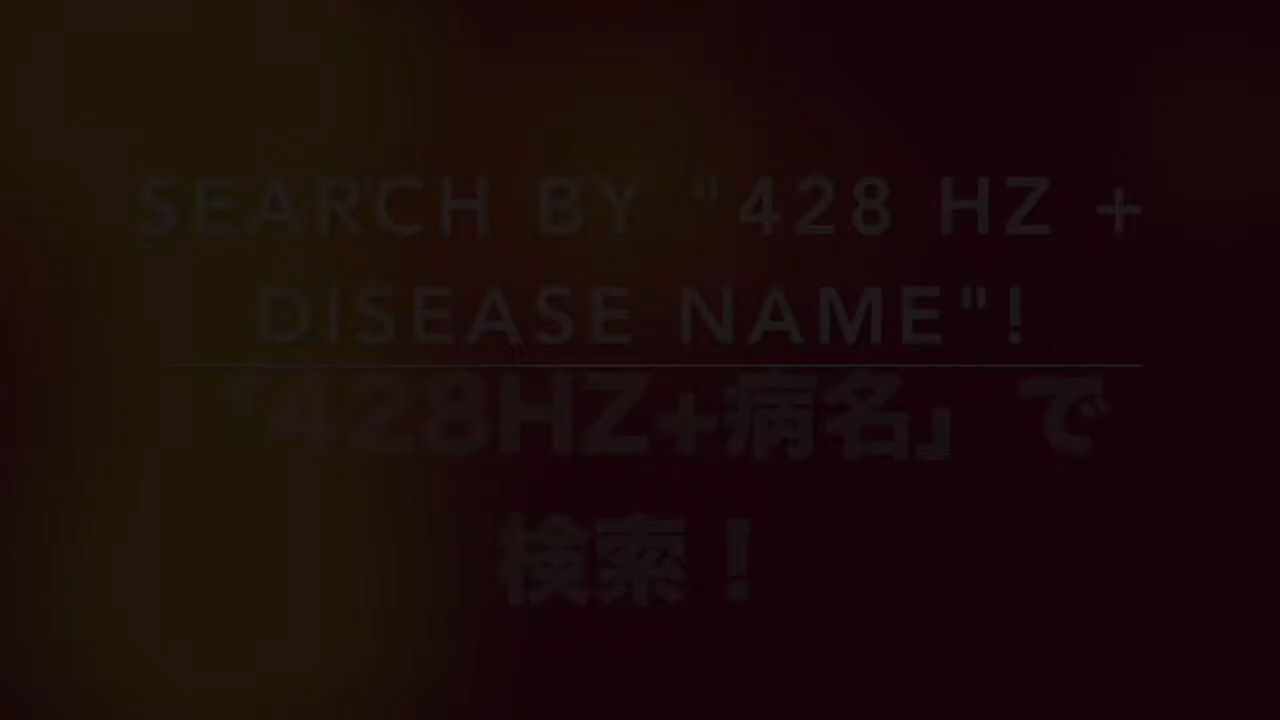 SEARCH BY "428 HZ +
DISEASE NAME"!
「428HZ+病名」で
検索！